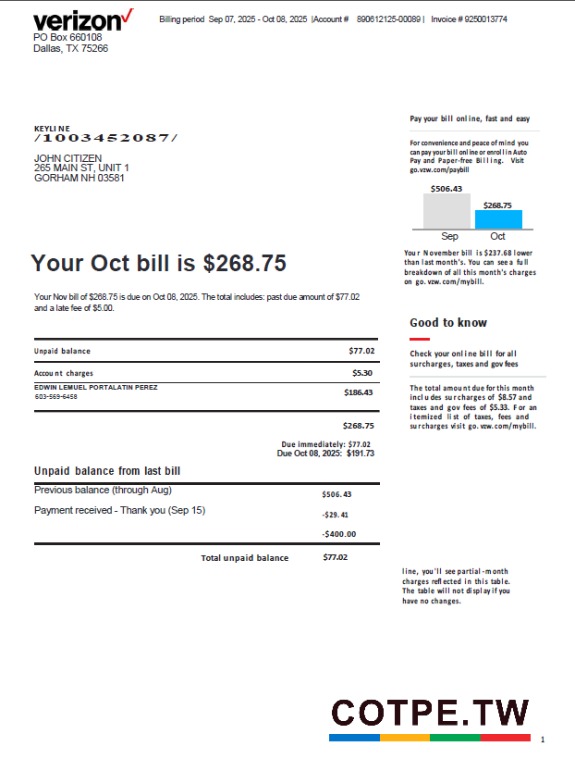 verizon
Billing period Sep 07, 2025 - Oct 08, 2025 |Account # 890612125-00089 | Invoice # 9250013774
PO Box 660108
Dallas, TX 75266
KEYLINE
/1003452087/
JOHN CITIZEN
265 MAIN ST, UNIT 1
GORHAM NH 03581
Pay your bill online, fast and easy
For convenience and peace of mind you
can pay your bill online or enroll in Auto
Pay and Paper-free Billing. Visit
go.vzw.com/paybill
$506.43
$268.75
Sep Oct
Your November bill is $237.68 lower
than last month's. You can see a full
breakdown of all this month's charges
on go.vzw.com/mybill.
Your Oct bill is $268.75
Your Nov bill of $268.75 is due on Oct 08, 2025. The total includes: past due amount of $77.02
and a late fee of $5.00.
Unpaid balance $77.02
Account charges $5.30
EDWIN LEMUEL PORTALATIN PEREZ
603-569-6458
$186.43
$268.75
Due immediately: $77.02
Due Oct 08, 2025: $191.73
Good to know
Check your online bill for all
surcharges, taxes and gov fees
The total amount due for this month
includes surcharges of $8.57 and
taxes and gov fees of $5.33. For an
itemized list of taxes, fees and
surcharges visit go.vzw.com/mybill.
Unpaid balance from last bill
Previous balance (through Aug) $506.43
Payment received - Thank you (Sep 15) -$29.41
-$400.00
Total unpaid balance $77.02
line, you'll see partial-month
charges reflected in this table.
The table will not display if you
have no changes.
COTPE.TW
1